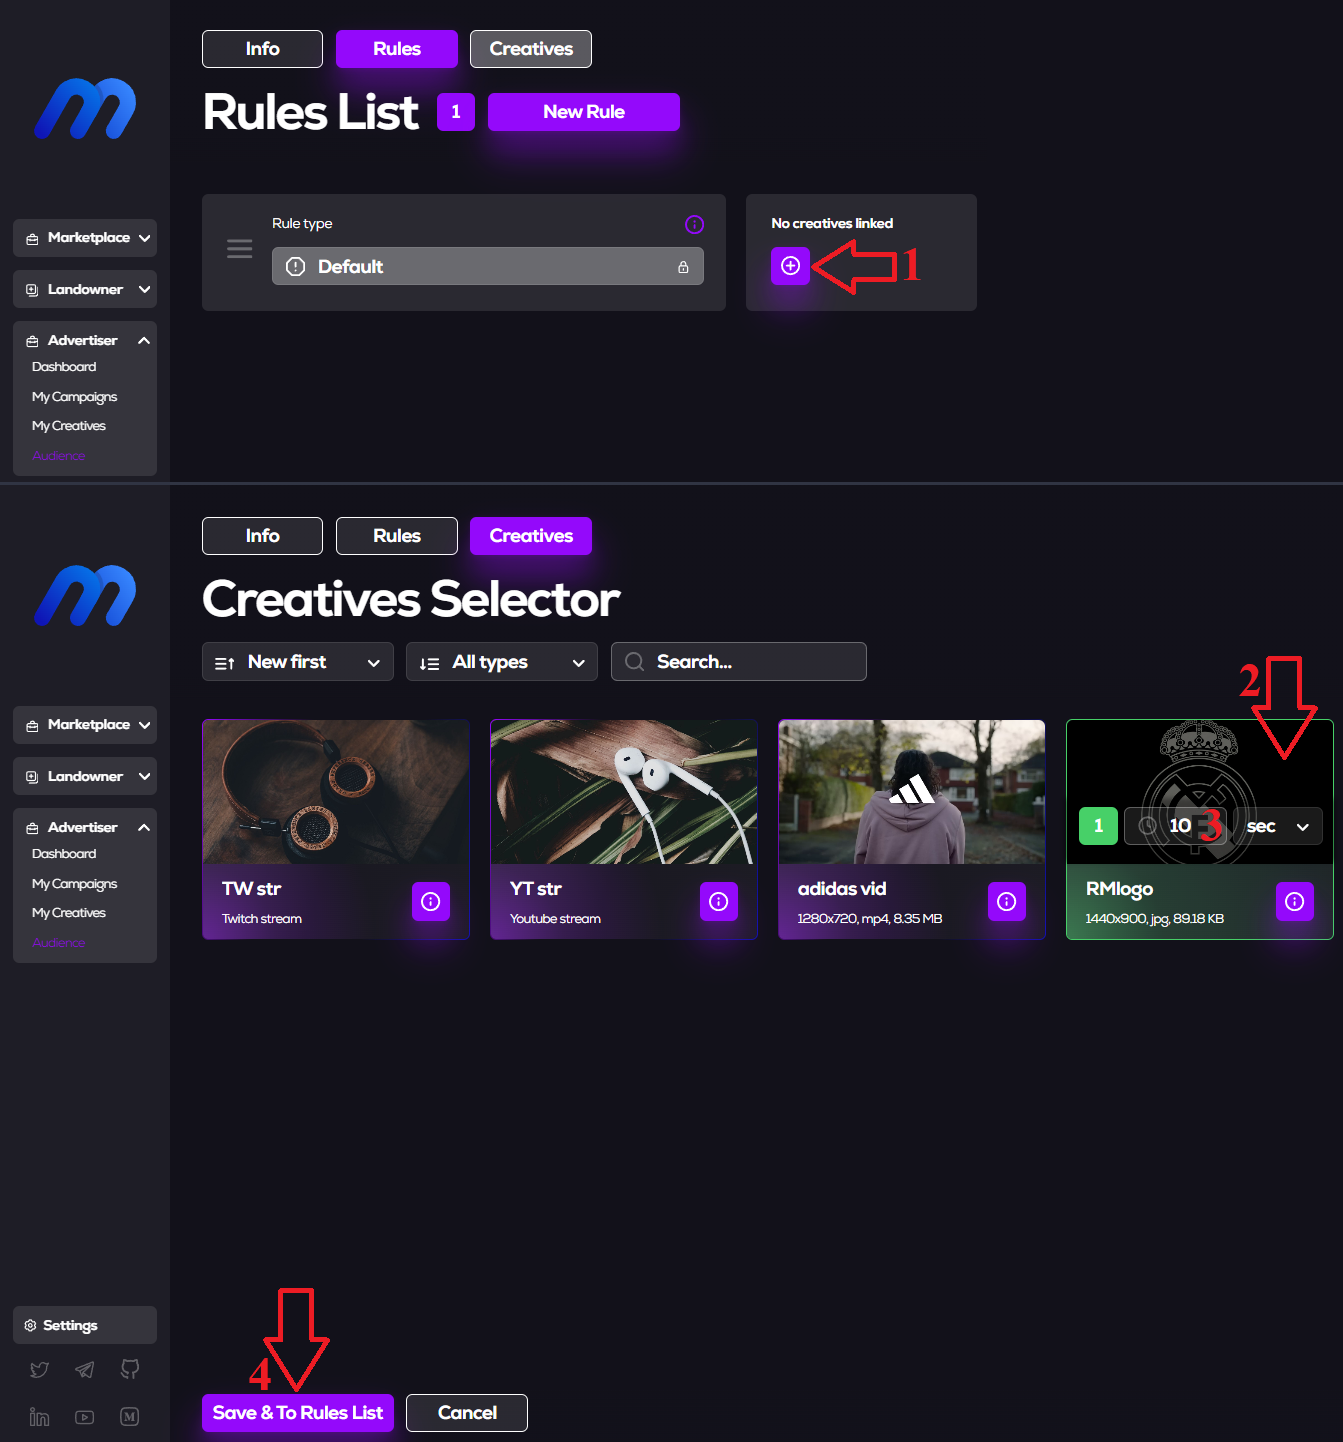 Info Rules Creatives
Rules List 1 New Rule
Marketplace
Landowner
Advertiser
Dashboard
My Campaigns
My Creatives
Audience
Rule type
Default
No creatives linked
1
Info Rules Creatives
Creatives Selector
New first All types Search...
Marketplace
Landowner
Advertiser
Dashboard
My Campaigns
My Creatives
Audience
2
TW str
Twitch stream
YT str
Youtube stream
adidas vid
1280x720, mp4, 8.35 MB
1 10 3 sec
RMlogo
1440x900, jpg, 89.18 KB
Settings
4
Save & To Rules List Cancel